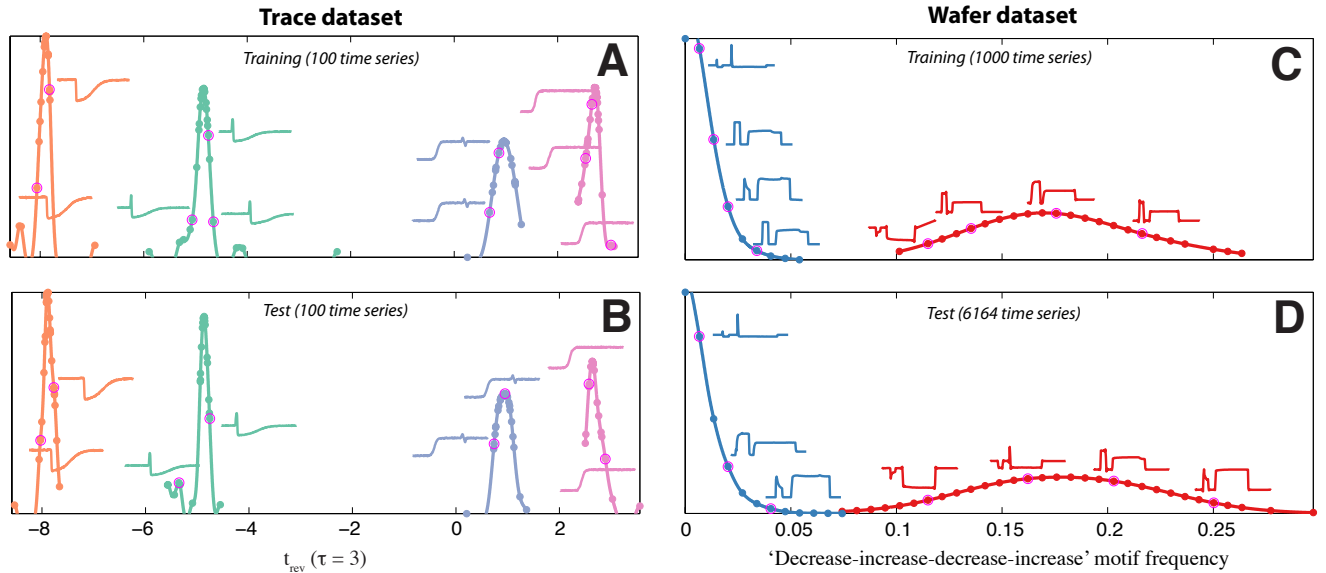 Trace dataset
Wafer dataset
Training (100 time series)
A
Training (1000 time series)
C
Test (100 time series)
B
Test (6164 time series)
D
−8 −6 −4 −2 0 2
0 0.05 0.1 0.15 0.2 0.25
t_rev (τ = 3)
‘Decrease-increase-decrease-increase’ motif frequency